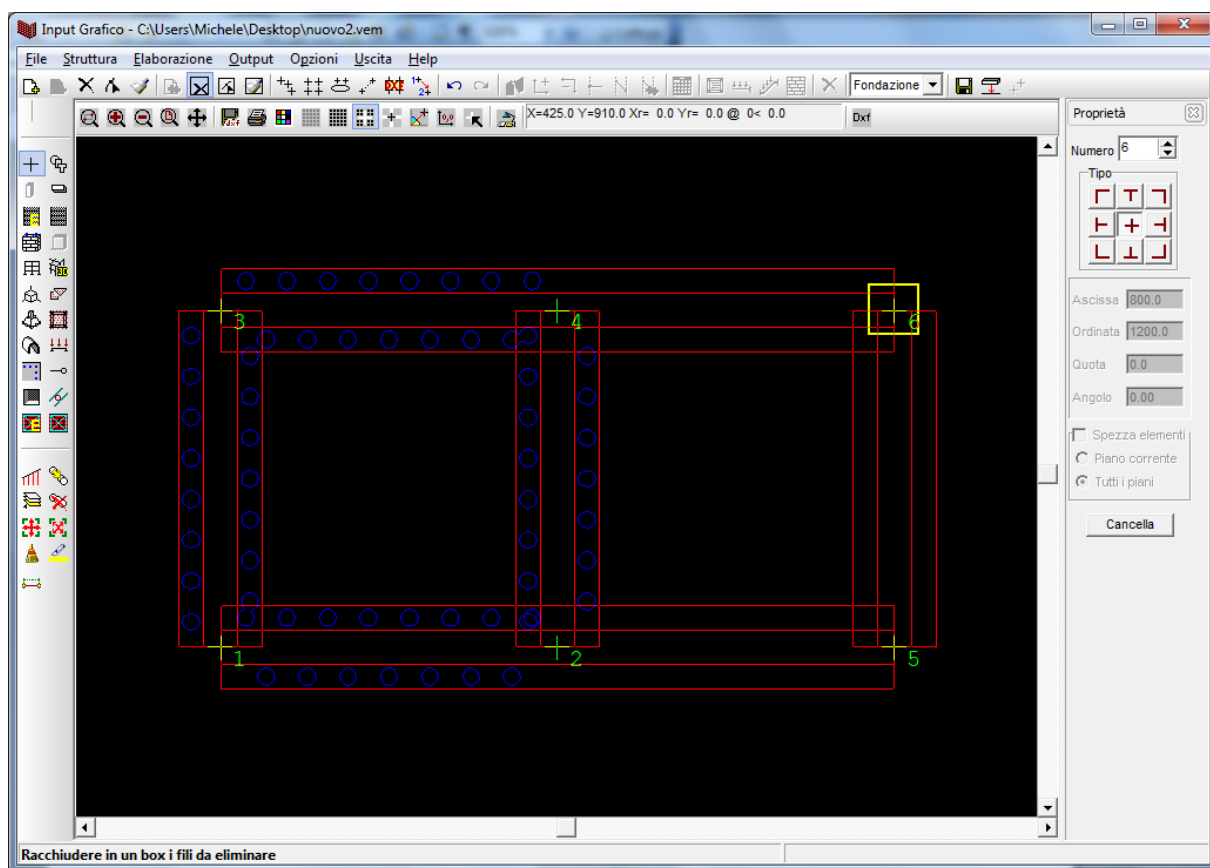 Input Grafico - C:\Users\Michele\Desktop\nuovo2.vem
File Struttura Elaborazione Output Opzioni Uscita Help
Fondazione
X=425.0 Y=910.0 Xr= 0.0 Yr= 0.0 @ 0< 0.0
Dxf
Proprietà
Numero 6
Tipo
Ascissa 800.0
Ordinata 1200.0
Quota 0.0
Angolo 0.00
Spezza elementi
Piano corrente
Tutti i piani
Cancella
3 4 6
1 2 5
Racchiudere in un box i fili da eliminare